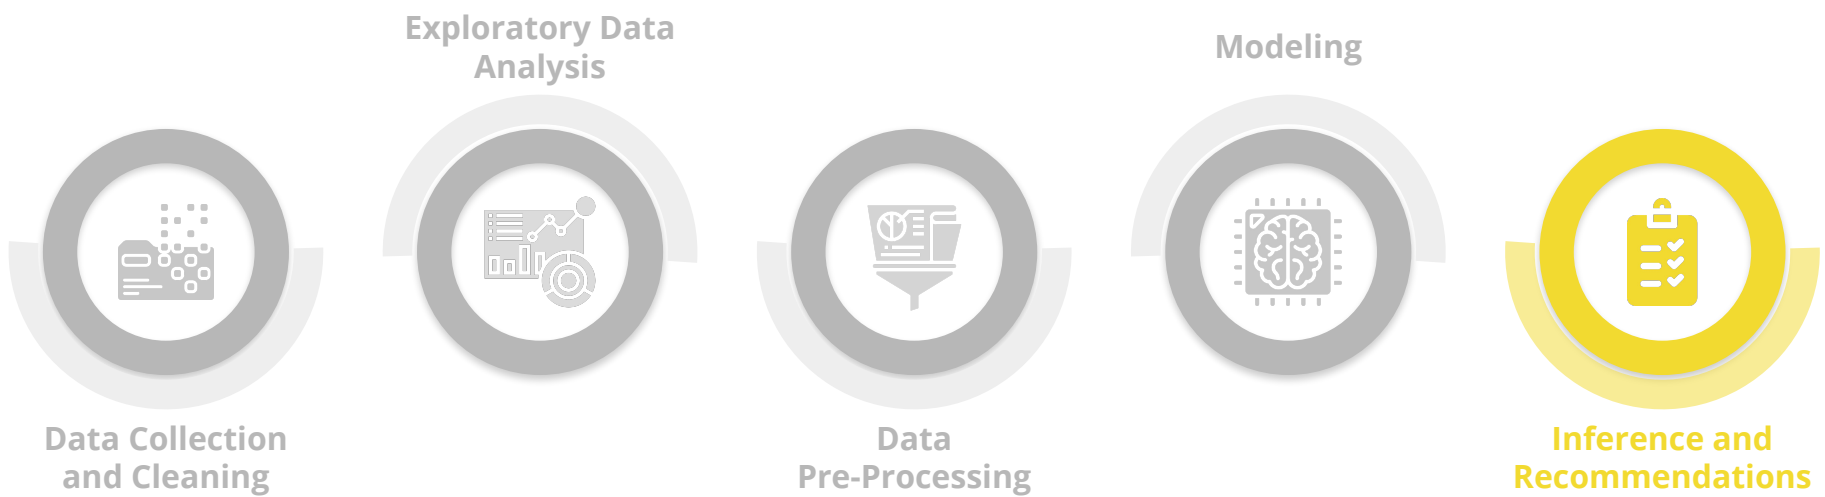 Data Collection
and Cleaning
Exploratory Data
Analysis
Data
Pre-Processing
Modeling
Inference and
Recommendations